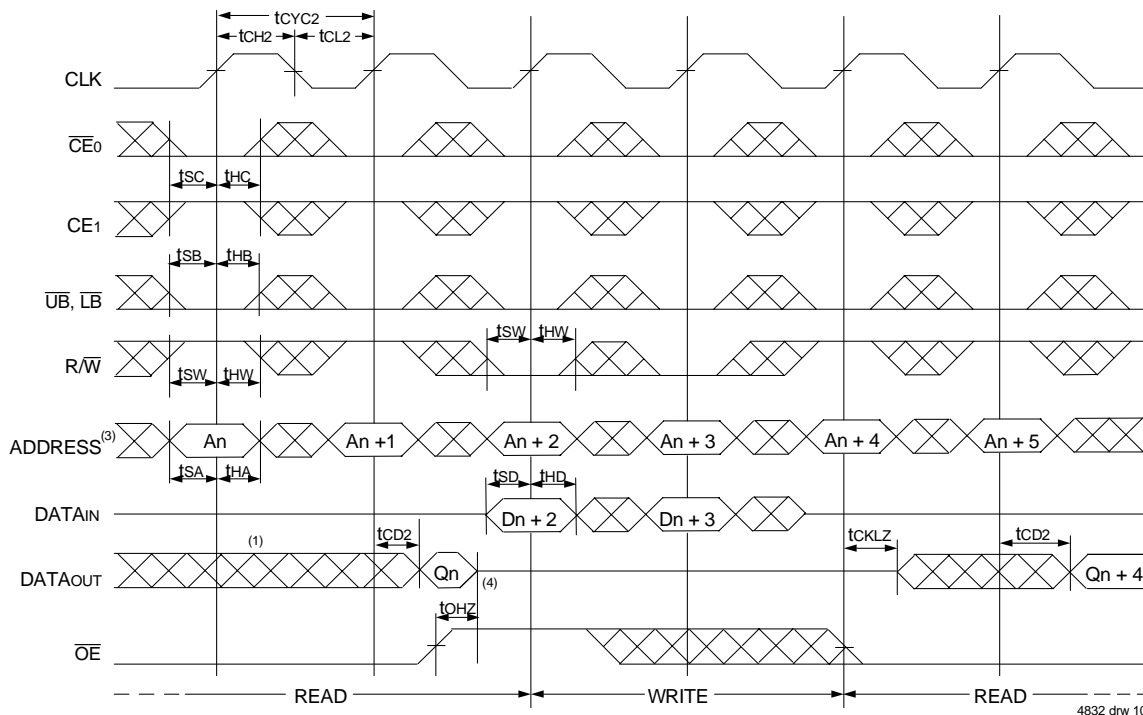 tCYC2
tCH2 tCL2
CLK
CE0
tSC tHC
CE1
tSB tHB
UB, LB
tSW tHW
R/W
tSW tHW
ADDRESS(3) An An +1 An + 2 An + 3 An + 4 An + 5
tSA tHA tSD tHD
DATAIN Dn + 2 Dn + 3
(1) tCD2 tCKLZ tCD2
DATAOUT Qn (4) Qn + 4
tOHZ
OE
READ WRITE READ
4832 drw 10